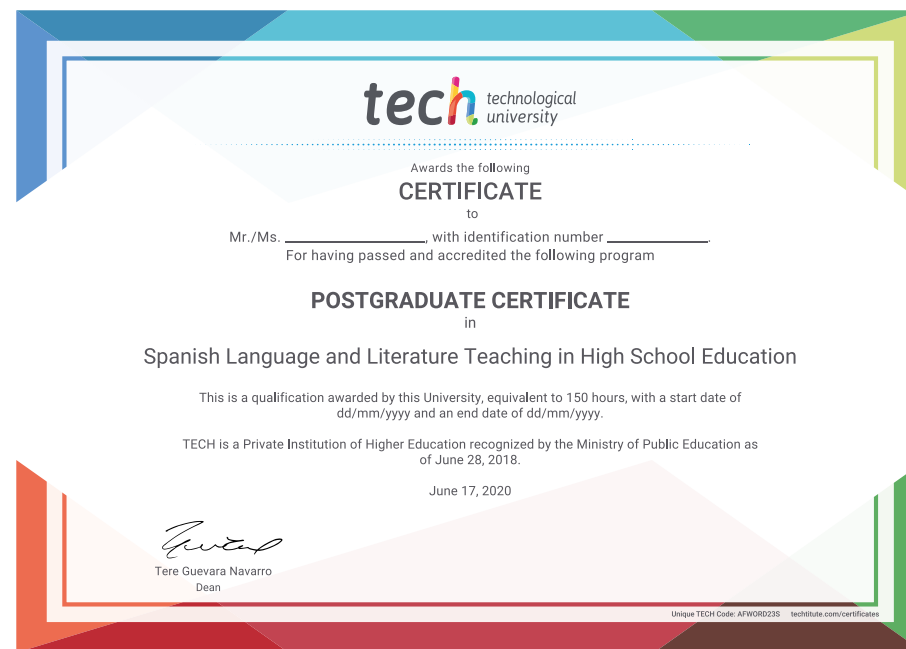 tech technological
university
Awards the following
CERTIFICATE
to
Mr./Ms. ____________, with identification number ____________.
For having passed and accredited the following program
POSTGRADUATE CERTIFICATE
in
Spanish Language and Literature Teaching in High School Education
This is a qualification awarded by this University, equivalent to 150 hours, with a start date of
dd/mm/yyyy and an end date of dd/mm/yyyy.
TECH is a Private Institution of Higher Education recognized by the Ministry of Public Education as
of June 28, 2018.
June 17, 2020
Tere Guevara Navarro
Dean
Unique TECH Code: AFWORD23S techtitute.com/certificates